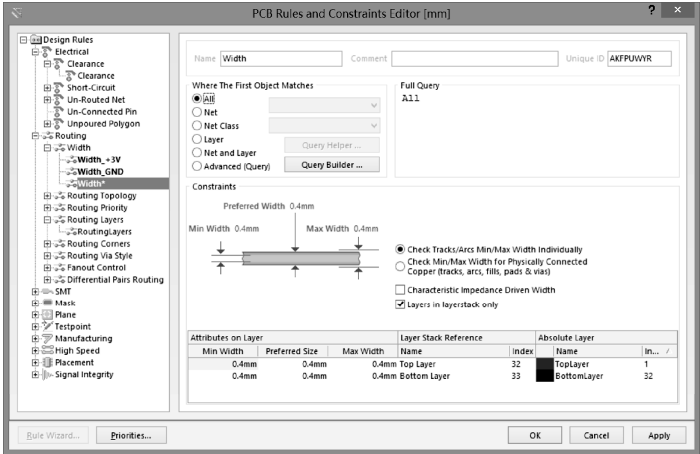 PCB Rules and Constraints Editor [mm]
? ×
Design Rules
Electrical
Clearance
Clearance
Short-Circuit
Un-Routed Net
Un-Connected Pin
Unpoured Polygon
Routing
Width
Width_+3V
Width_GND
Width*
Routing Topology
Routing Priority
Routing Layers
RoutingLayers
Routing Corners
Routing Via Style
Fanout Control
Differential Pairs Routing
SMT
Mask
Plane
Testpoint
Manufacturing
High Speed
Placement
Signal Integrity
Name Width Comment Unique ID AKFPUWYR
Where The First Object Matches
All
Net
Net Class
Layer
Net and Layer
Advanced (Query)
Query Helper ...
Query Builder ...
Full Query
All
Constraints
Preferred Width 0.4mm
Min Width 0.4mm Max Width 0.4mm
Check Tracks/Arcs Min/Max Width Individually
Check Min/Max Width for Physically Connected
Copper (tracks, arcs, fills, pads & vias)
Characteristic Impedance Driven Width
Layers in layerstack only
Attributes on Layer Layer Stack Reference Absolute Layer
Min Width Preferred Size Max Width Name Index Name In... /
0.4mm 0.4mm 0.4mm Top Layer 32 TopLayer 1
0.4mm 0.4mm 0.4mm Bottom Layer 33 BottomLayer 32
Rule Wizard... Priorities... OK Cancel Apply